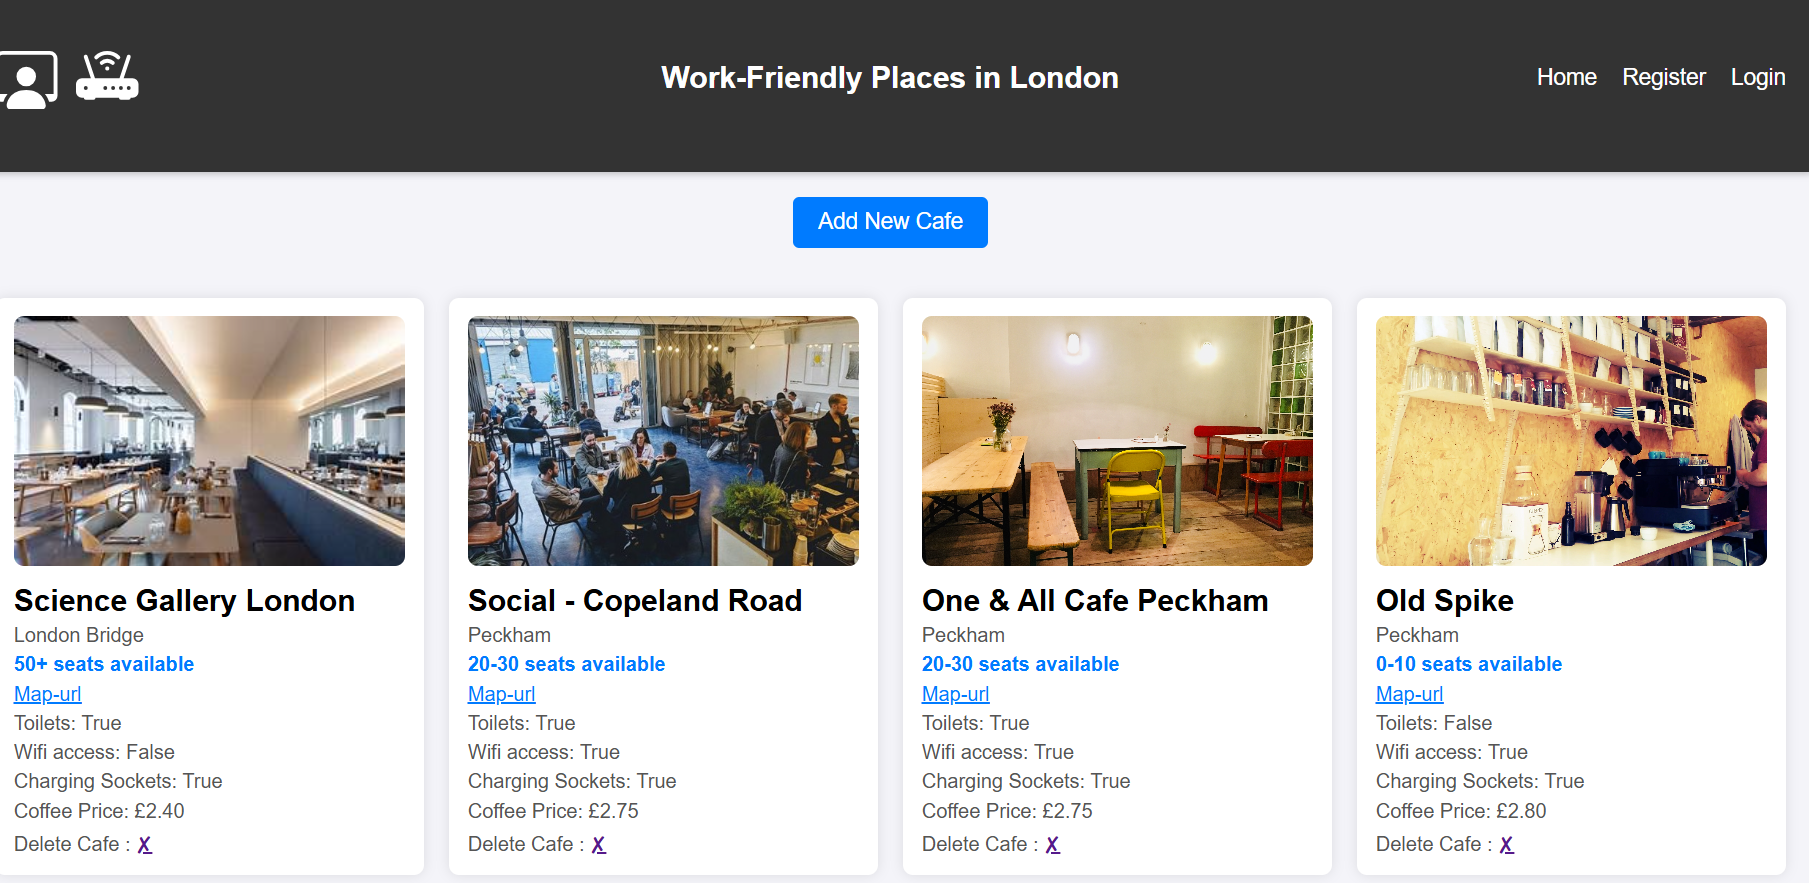 Work-Friendly Places in London
Home Register Login
Add New Cafe
Science Gallery London
London Bridge
50+ seats available
Map-url
Toilets: True
Wifi access: False
Charging Sockets: True
Coffee Price: £2.40
Delete Cafe : X
Social - Copeland Road
Peckham
20-30 seats available
Map-url
Toilets: True
Wifi access: True
Charging Sockets: True
Coffee Price: £2.75
Delete Cafe : X
One & All Cafe Peckham
Peckham
20-30 seats available
Map-url
Toilets: True
Wifi access: True
Charging Sockets: True
Coffee Price: £2.75
Delete Cafe : X
Old Spike
Peckham
0-10 seats available
Map-url
Toilets: False
Wifi access: True
Charging Sockets: True
Coffee Price: £2.80
Delete Cafe : X